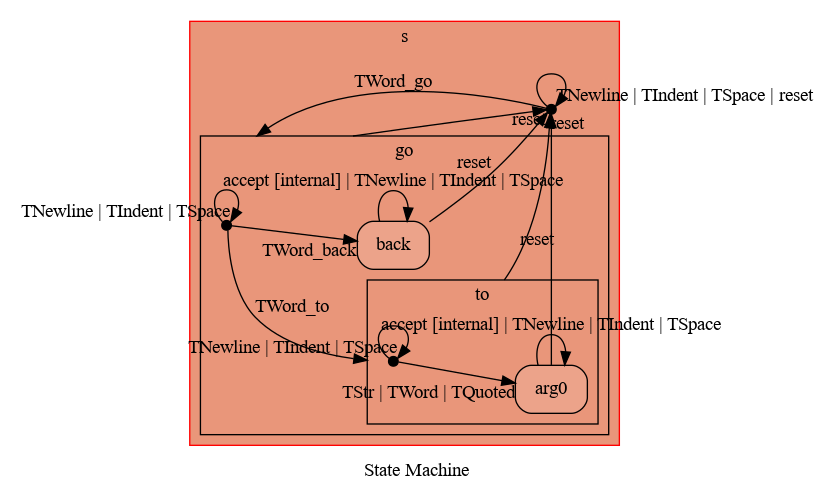 s
TWord_go
TNewline | TIndent | TSpace | reset
reset
reset
go
reset
accept [internal] | TNewline | TIndent | TSpace
TNewline | TIndent | TSpace
back
TWord_back
reset
to
TWord_to
accept [internal] | TNewline | TIndent | TSpace
TNewline | TIndent | TSpace
arg0
TStr | TWord | TQuoted
State Machine